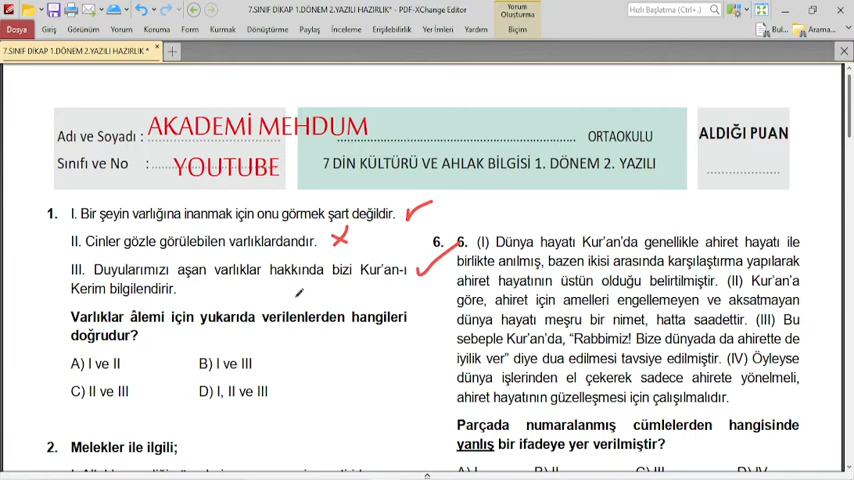 7.SINIF DİKAP 1.DÖNEM 2.YAZILI HAZIRLIK * - PDF-XChange Editor
Yorum Oluşturma
Hızlı Başlatma (Ctrl+.)
Dosya Giriş Görünüm Yorum Koruma Form Kurmak Dönüştürme Paylaş İnceleme Erişilebilirlik Yer İmleri Yardım Biçim Bul... Arama...
7.SINIF DİKAP 1.DÖNEM 2.YAZILI HAZIRLIK *
Adı ve Soyadı : AKADEMİ MEHDUM ORTAOKULU
Sınıfı ve No : YOUTUBE
7 DİN KÜLTÜRÜ VE AHLAK BİLGİSİ 1. DÖNEM 2. YAZILI
ALDIĞI PUAN
1. I. Bir şeyin varlığına inanmak için onu görmek şart değildir.
II. Cinler gözle görülebilen varlıklardandır.
III. Duyularımızı aşan varlıklar hakkında bizi Kur’an-ı
Kerim bilgilendirir.
Varlıklar âlemi için yukarıda verilenlerden hangileri
doğrudur?
A) I ve II B) I ve III
C) II ve III D) I, II ve III
2. Melekler ile ilgili;
6. 6. (I) Dünya hayatı Kur’an’da genellikle ahiret hayatı ile
birlikte anılmış, bazen ikisi arasında karşılaştırma yapılarak
ahiret hayatının üstün olduğu belirtilmiştir. (II) Kur’an’a
göre, ahiret için amelleri engellemeyen ve aksatmayan
dünya hayatı meşru bir nimet, hatta saadettir. (III) Bu
sebeple Kur’an’da, “Rabbimiz! Bize dünyada da ahirette de
iyilik ver” diye dua edilmesi tavsiye edilmiştir. (IV) Öyleyse
dünya işlerinden el çekerek sadece ahirete yönelmeli,
ahiret hayatının güzelleşmesi için çalışılmalıdır.
Parçada numaralanmış cümlelerden hangisinde
yanlış bir ifadeye yer verilmiştir?
A) I B) II C) III D) IV